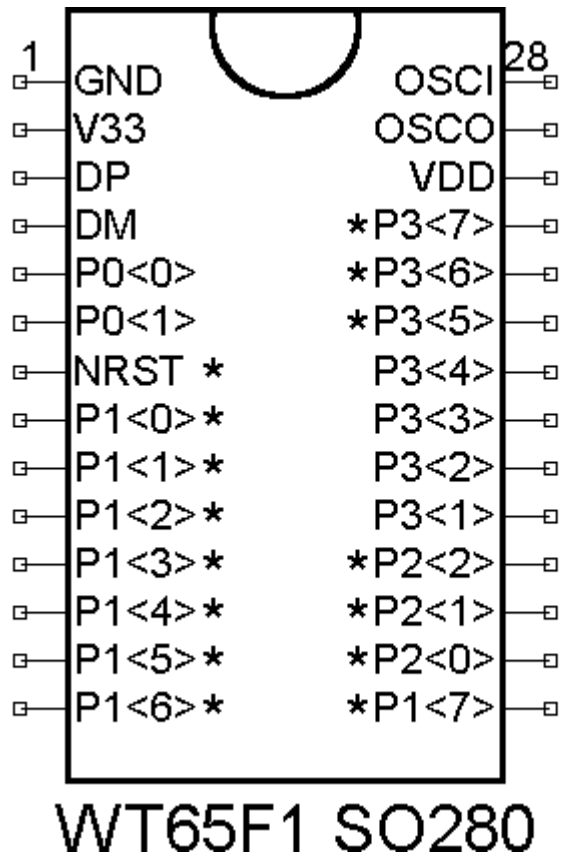 1 28
GND OSCI
V33 OSCO
DP VDD
DM *P3<7>
P0<0> *P3<6>
P0<1> *P3<5>
NRST * P3<4>
P1<0>* P3<3>
P1<1>* P3<2>
P1<2>* P3<1>
P1<3>* *P2<2>
P1<4>* *P2<1>
P1<5>* *P2<0>
P1<6>* *P1<7>
WT65F1 SO280